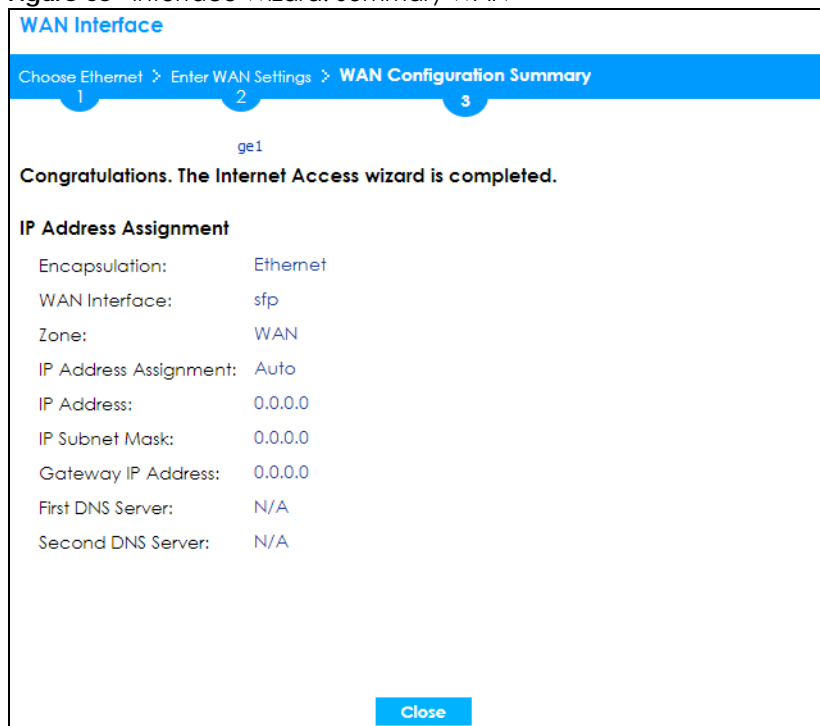 WAN Interface
Choose Ethernet > Enter WAN Settings > WAN Configuration Summary
1 2 3
ge1
Congratulations. The Internet Access wizard is completed.
IP Address Assignment
Encapsulation: Ethernet
WAN Interface: sfp
Zone: WAN
IP Address Assignment: Auto
IP Address: 0.0.0.0
IP Subnet Mask: 0.0.0.0
Gateway IP Address: 0.0.0.0
First DNS Server: N/A
Second DNS Server: N/A
Close